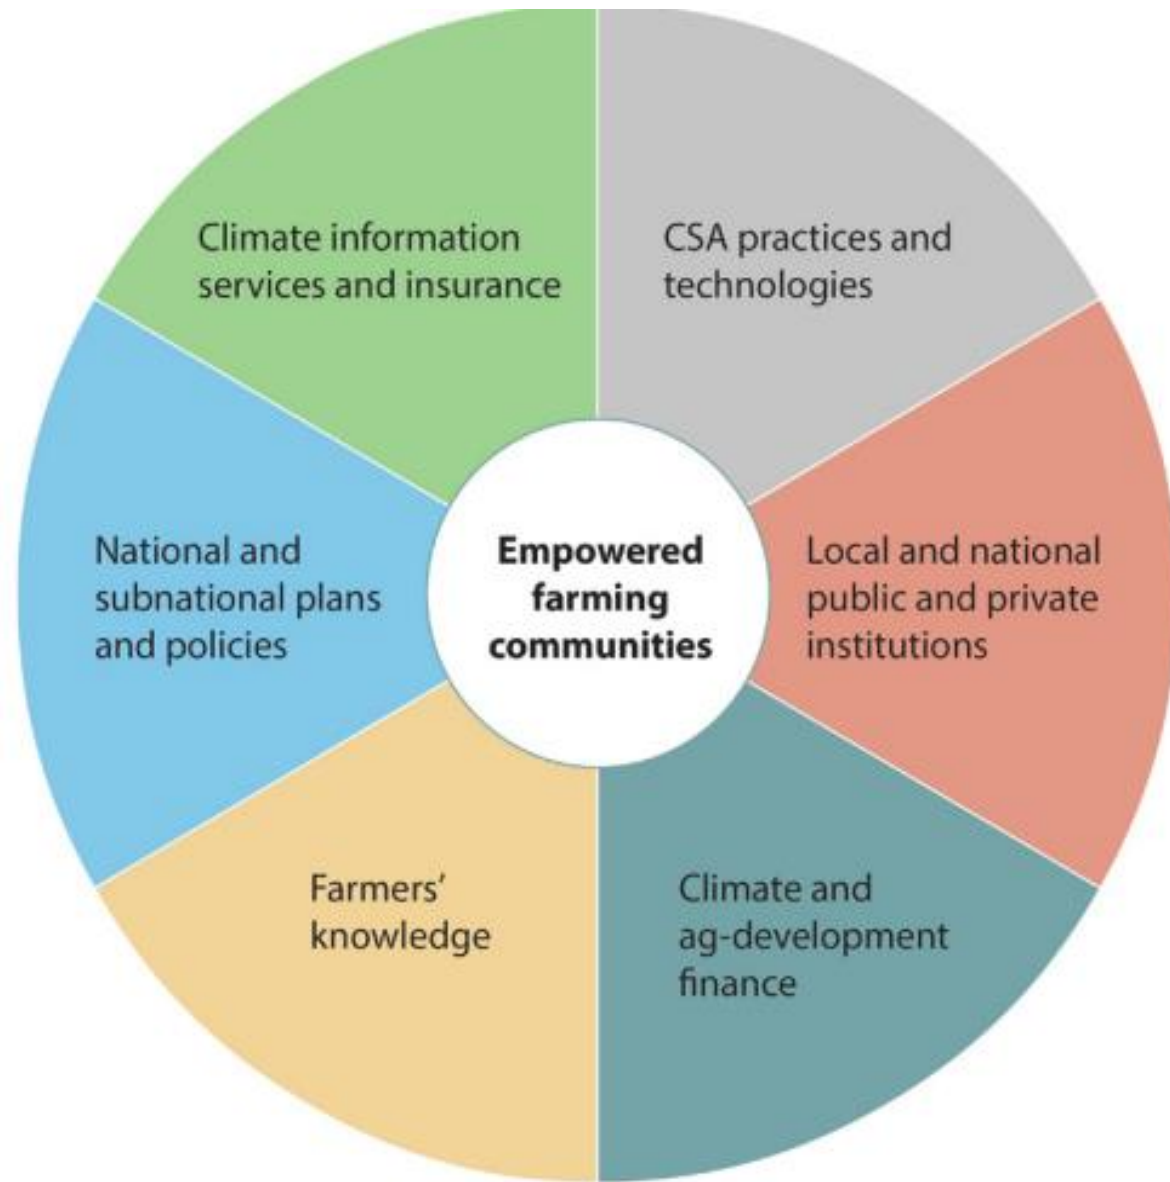 Climate information
services and insurance
CSA practices and
technologies
National and
subnational plans
and policies
Empowered
farming
communities
Local and national
public and private
institutions
Farmers’
knowledge
Climate and
ag-development
finance